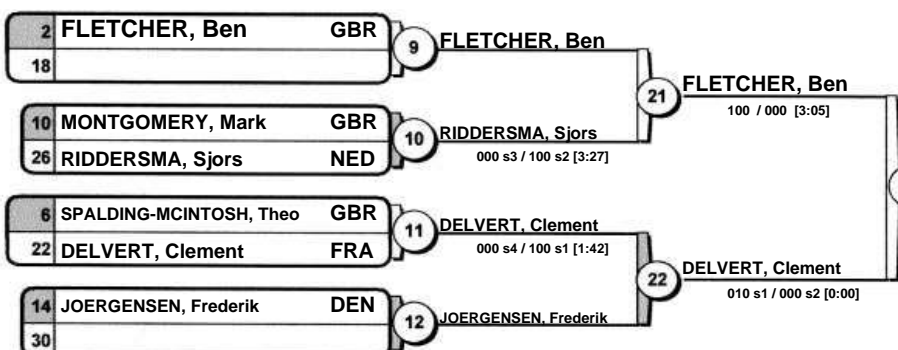 2 FLETCHER, Ben GBR
18
9
FLETCHER, Ben
10 MONTGOMERY, Mark GBR
26 RIDDERSMA, Sjors NED
10
RIDDERSMA, Sjors
000 s3 / 100 s2 [3:27]
21
FLETCHER, Ben
100 / 000 [3:05]
6 SPALDING-MCINTOSH, Theo GBR
22 DELVERT, Clement FRA
11
DELVERT, Clement
000 s4 / 100 s1 [1:42]
14 JOERGENSEN, Frederik DEN
30
12
JOERGENSEN, Frederik
22
DELVERT, Clement
010 s1 / 000 s2 [0:00]